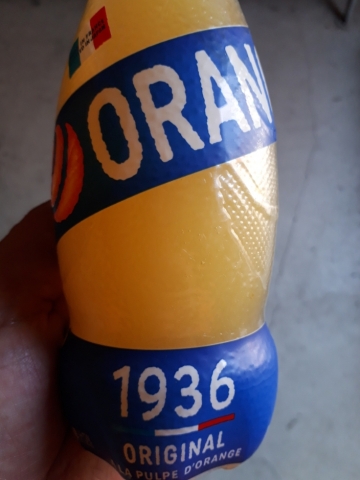 ORAN
1936
ORIGINAL
LA PULPE D'ORANGE